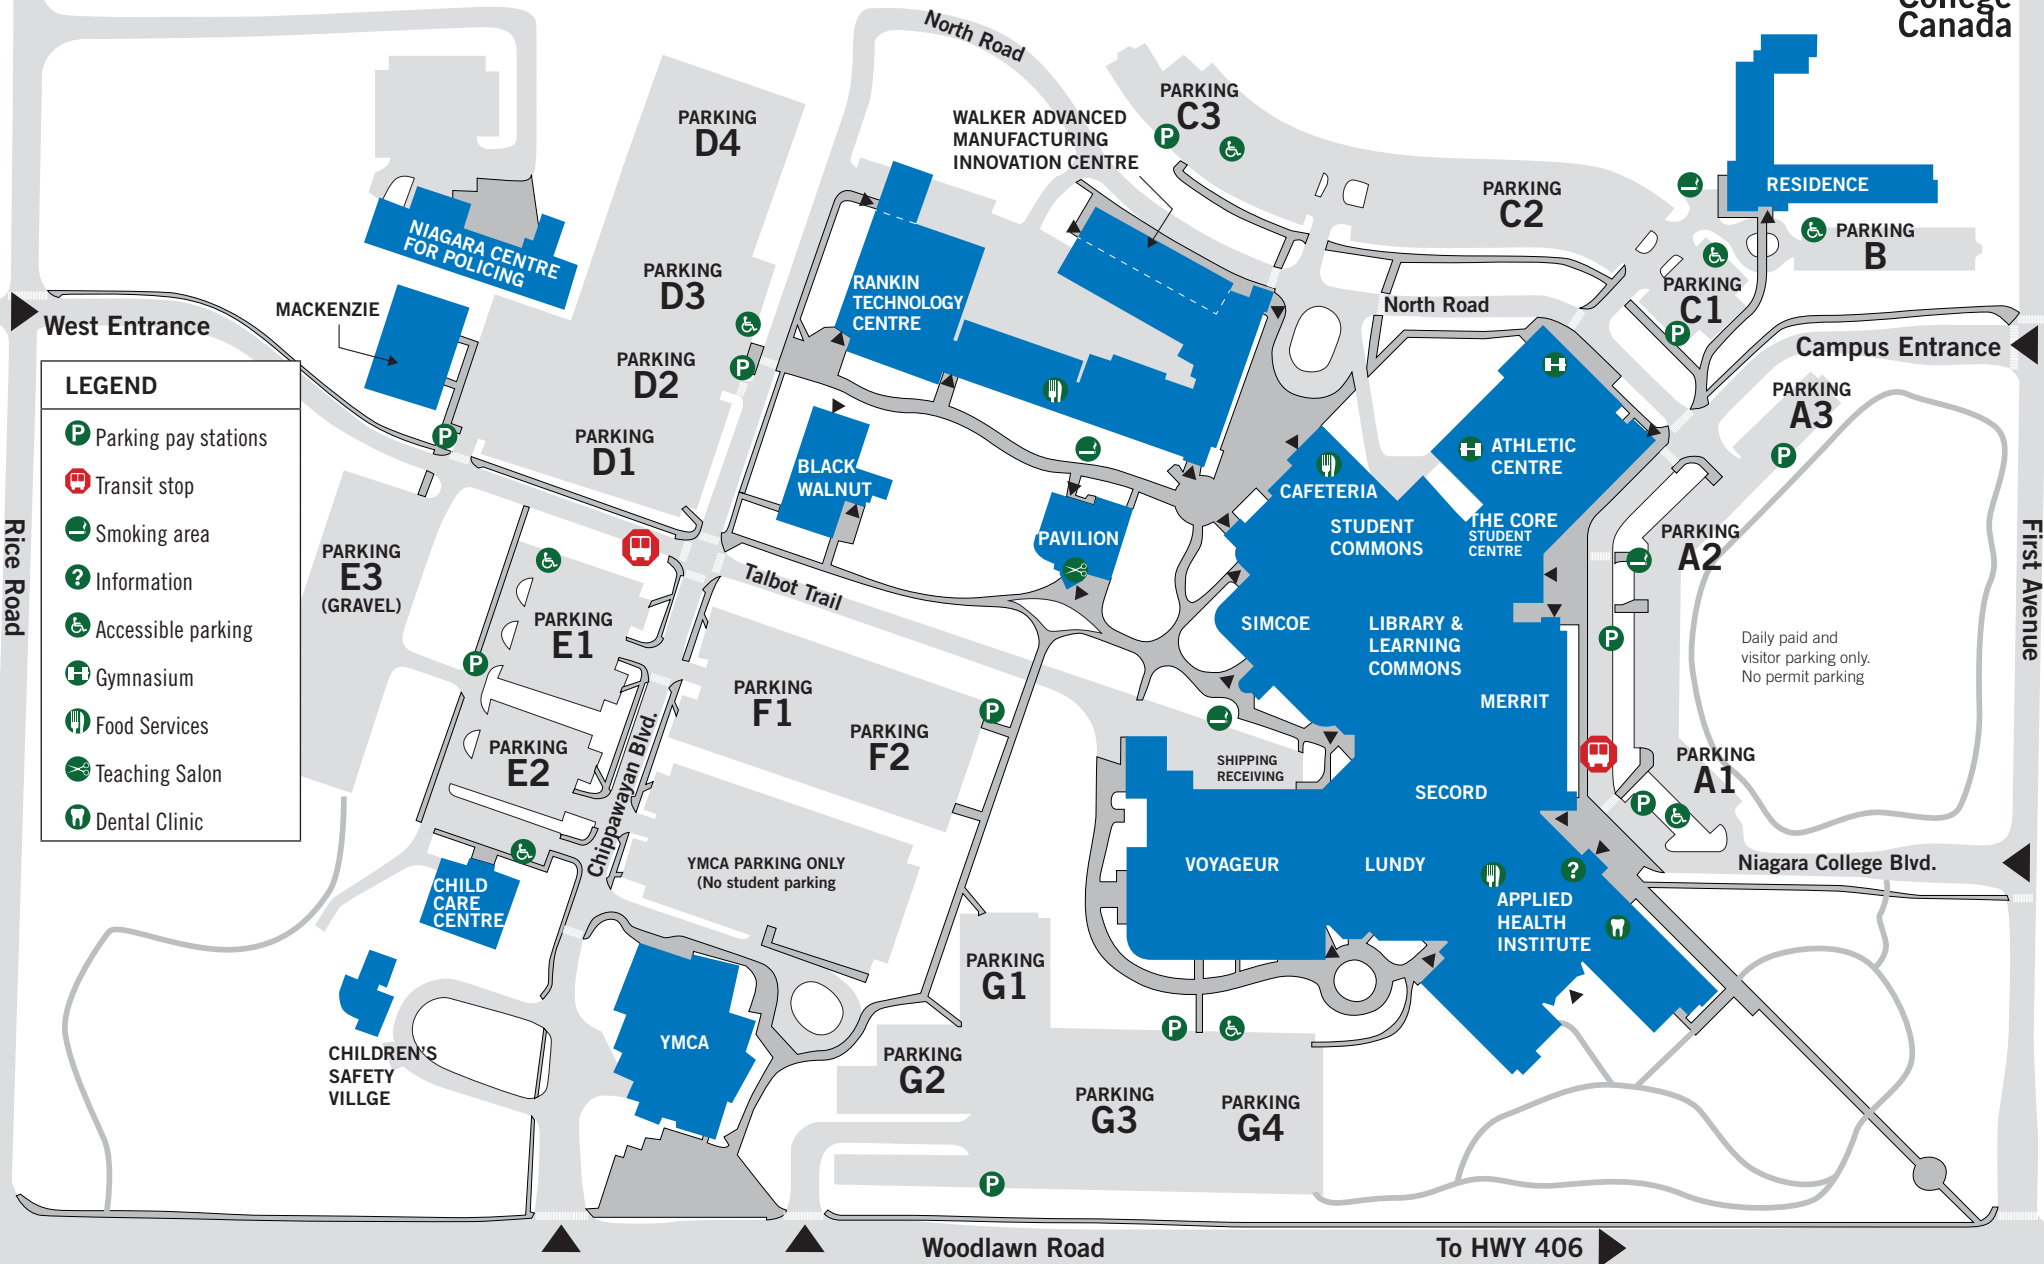 College
Canada
North Road
PARKING
D4
WALKER ADVANCED
MANUFACTURING
INNOVATION CENTRE
PARKING
C3
P
PARKING
C2
RESIDENCE
PARKING
B
NIAGARA CENTRE
FOR POLICING
PARKING
D3
RANKIN
TECHNOLOGY
CENTRE
PARKING
C1
P
North Road
MACKENZIE
West Entrance
Campus Entrance
PARKING
D2
P
PARKING
A3
P
LEGEND
P Parking pay stations
Transit stop
Smoking area
? Information
Accessible parking
H Gymnasium
Food Services
Teaching Salon
Dental Clinic
P
PARKING
D1
BLACK
WALNUT
H
H
ATHLETIC
CENTRE
CAFETERIA
STUDENT
COMMONS
THE CORE
STUDENT
CENTRE
PAVILION
PARKING
A2
Rice Road
First Avenue
PARKING
E3
(GRAVEL)
Talbot Trail
PARKING
E1
P
SIMCOE
LIBRARY &
LEARNING
COMMONS
P
Daily paid and
visitor parking only.
No permit parking
MERRIT
PARKING
F1
PARKING
F2
P
PARKING
E2
Chippawayan Blvd.
SHIPPING
RECEIVING
SECORD
PARKING
A1
P
YMCA PARKING ONLY
(No student parking
VOYAGEUR
LUNDY
?
Niagara College Blvd.
CHILD
CARE
CENTRE
APPLIED
HEALTH
INSTITUTE
PARKING
G1
P
YMCA
CHILDREN'S
SAFETY
VILLGE
PARKING
G2
PARKING
G3
PARKING
G4
P
Woodlawn Road
To HWY 406